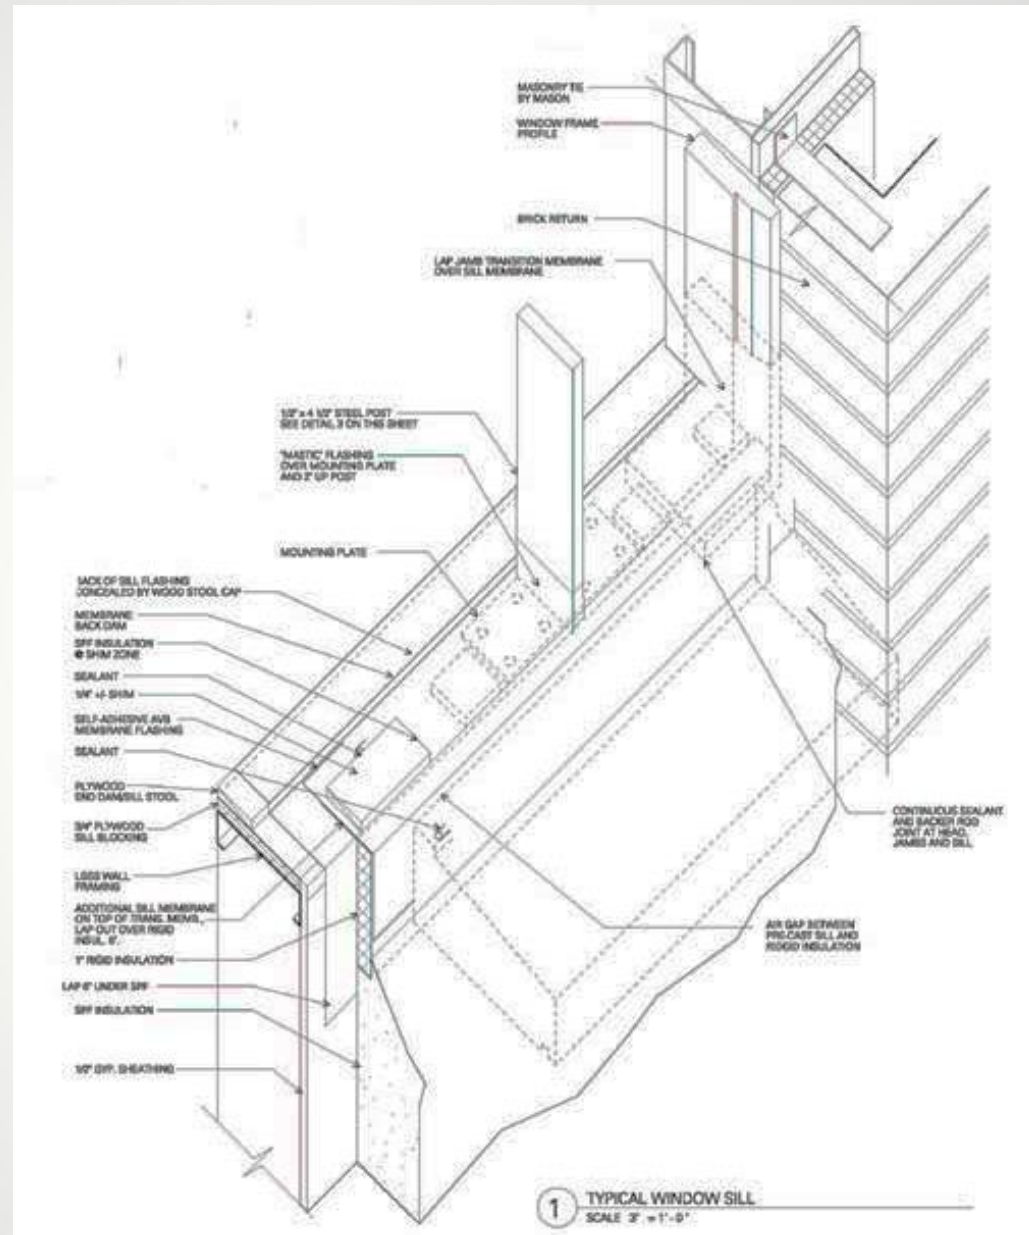 MASONRY TIE
BY MASON
WINDOW FRAME
PROFILE
BRICK RETURN
LAP JAMB TRANSITION MEMBRANE
OVER SILL MEMBRANE
1/2" x 4 1/2" STEEL POST
SEE DETAIL 3 ON THIS SHEET
"MASTIC" FLASHING
OVER MOUNTING PLATE
AND 2" UP POST
MOUNTING PLATE
BACK OF SILL FLASHING
CONCEALED BY WOOD STOOL CAP
MEMBRANE
BACK DAM
SPF INSULATION
@ SHIM ZONE
SEALANT
1/4" +/- SHIM
SELF-ADHESIVE AVB
MEMBRANE FLASHING
SEALANT
PLYWOOD
END DAM/SILL STOOL
3/4" PLYWOOD
SILL BLOCKING
LGSS WALL
FRAMING
ADDITIONAL SILL MEMBRANE
ON TOP OF TRANS. MEMB.,
LAP OUT OVER RIGID
INSUL. 6".
1" RIGID INSULATION
LAP 6" UNDER SPF
SPF INSULATION
1/2" GYP. SHEATHING
CONTINUOUS SEALANT
AND BACKER ROD
JOINT AT HEAD,
JAMBS AND SILL
AIR GAP BETWEEN
PRE-CAST SILL AND
RIDGID INSULATION
1
TYPICAL WINDOW SILL
SCALE 3" = 1'-0"